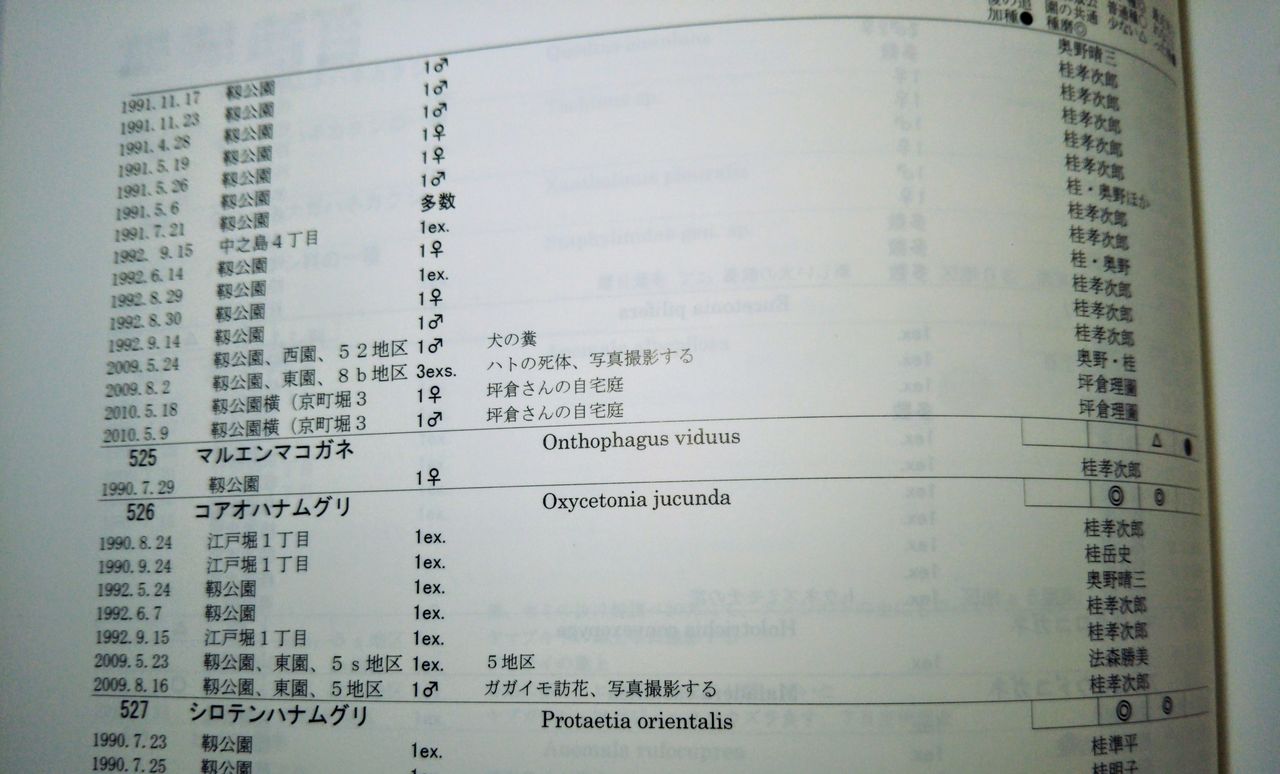 加種● 種磨◎ 少ない△
1991.11.17 靱公園 1♂ 奥野晴三
1991.11.23 靱公園 1♂ 桂孝次郎
1991.4.28 靱公園 1♂ 桂孝次郎
1991.5.19 靱公園 1♀ 桂孝次郎
1991.5.26 靱公園 1♀ 桂孝次郎
1991.5.6 靱公園 1♂ 桂孝次郎
1991.7.21 靱公園 多数 桂・奥野ほか
1992. 9.15 中之島４丁目 1ex. 桂孝次郎
1992.6.14 靱公園 1♀ 桂孝次郎
1992.8.29 靱公園 1ex. 桂・奥野
1992.8.30 靱公園 1♀ 桂孝次郎
1992.9.14 靱公園 1♂ 桂孝次郎
2009.5.24 靱公園、西園、５２地区 1♂ 犬の糞 桂孝次郎
2009.8.2 靱公園、東園、８ｂ地区 3exs. ハトの死体、写真撮影する 奥野・桂
2010.5.18 靱公園横（京町堀３ 1♀ 坪倉さんの自宅庭 坪倉理園
2010.5.9 靱公園横（京町堀３ 1♂ 坪倉さんの自宅庭 坪倉理園
525 マルエンマコガネ Onthophagus viduus △ ●
1990.7.29 靱公園 1♀ 桂孝次郎
526 コアオハナムグリ Oxycetonia jucunda ◎ ◎
1990.8.24 江戸堀１丁目 1ex. 桂孝次郎
1990.9.24 江戸堀１丁目 1ex. 桂岳史
1992.5.24 靱公園 1ex. 奥野晴三
1992.6.7 靱公園 1ex. 桂孝次郎
1992.9.15 江戸堀１丁目 1ex. 桂孝次郎
2009.5.23 靱公園、東園、５ｓ地区 1ex. ５地区 法森勝美
2009.8.16 靱公園、東園、５地区 1♂ ガガイモ訪花、写真撮影する 桂孝次郎
527 シロテンハナムグリ Protaetia orientalis ◎ ◎
1990.7.23 靱公園 1ex. 桂準平
1990.7.25 靱公園 桂明子